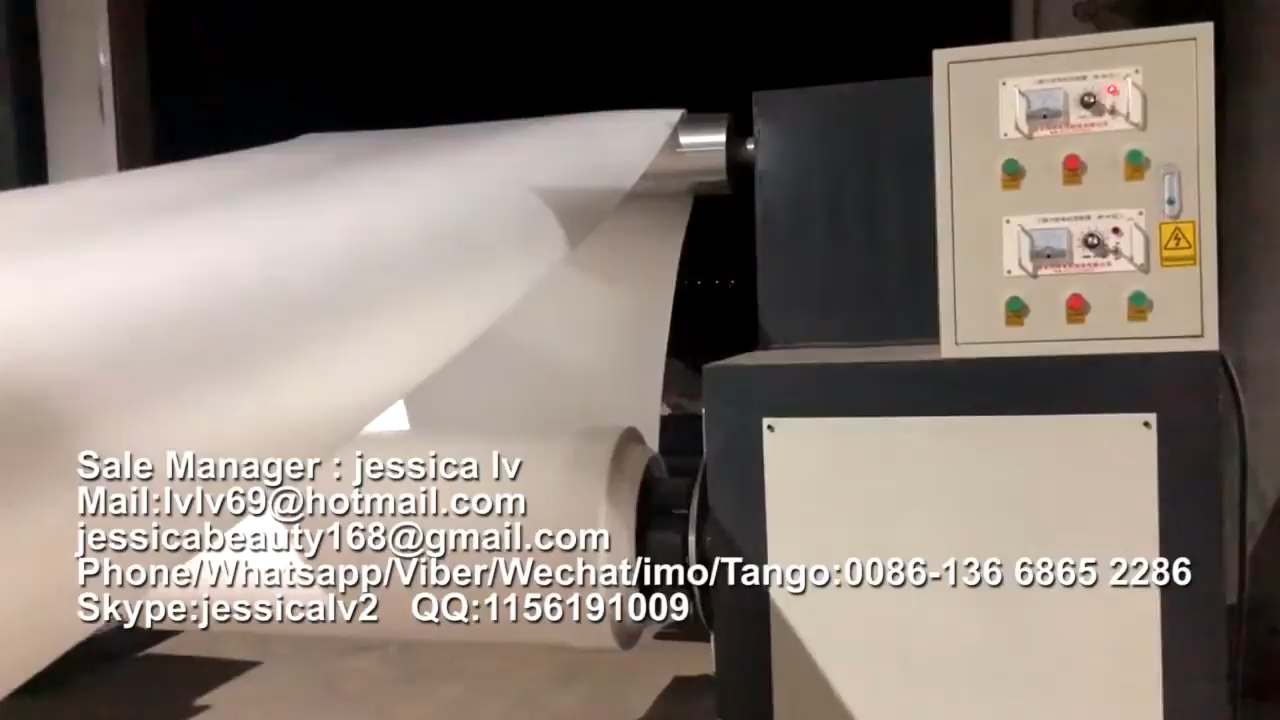 Sale Manager : jessica lv
Mail:lvlv69@hotmail.com
jessicabeauty168@gmail.com
Phone/Whatsapp/Viber/Wechat/imo/Tango:0086-136 6865 2286
Skype:jessicalv2 QQ:1156191009